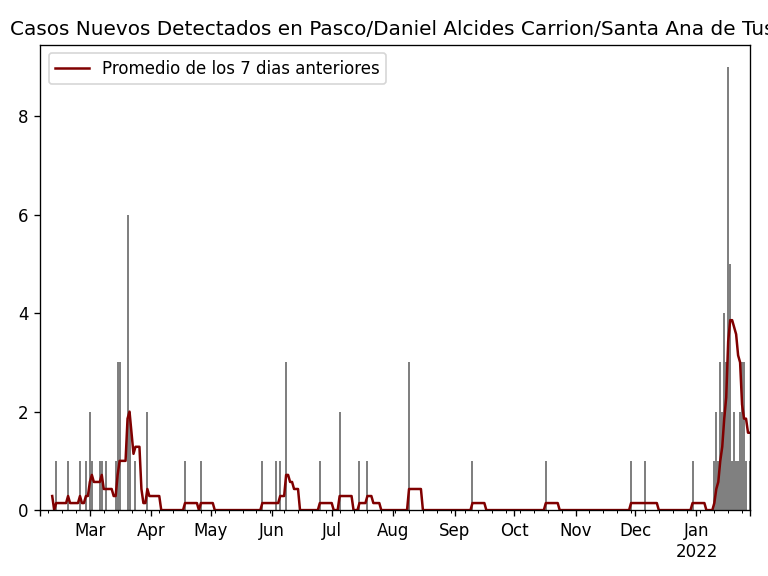 Casos Nuevos Detectados en Pasco/Daniel Alcides Carrion/Santa Ana de Tus
Promedio de los 7 dias anteriores
8
6
4
2
0
Mar Apr May Jun Jul Aug Sep Oct Nov Dec Jan
2022